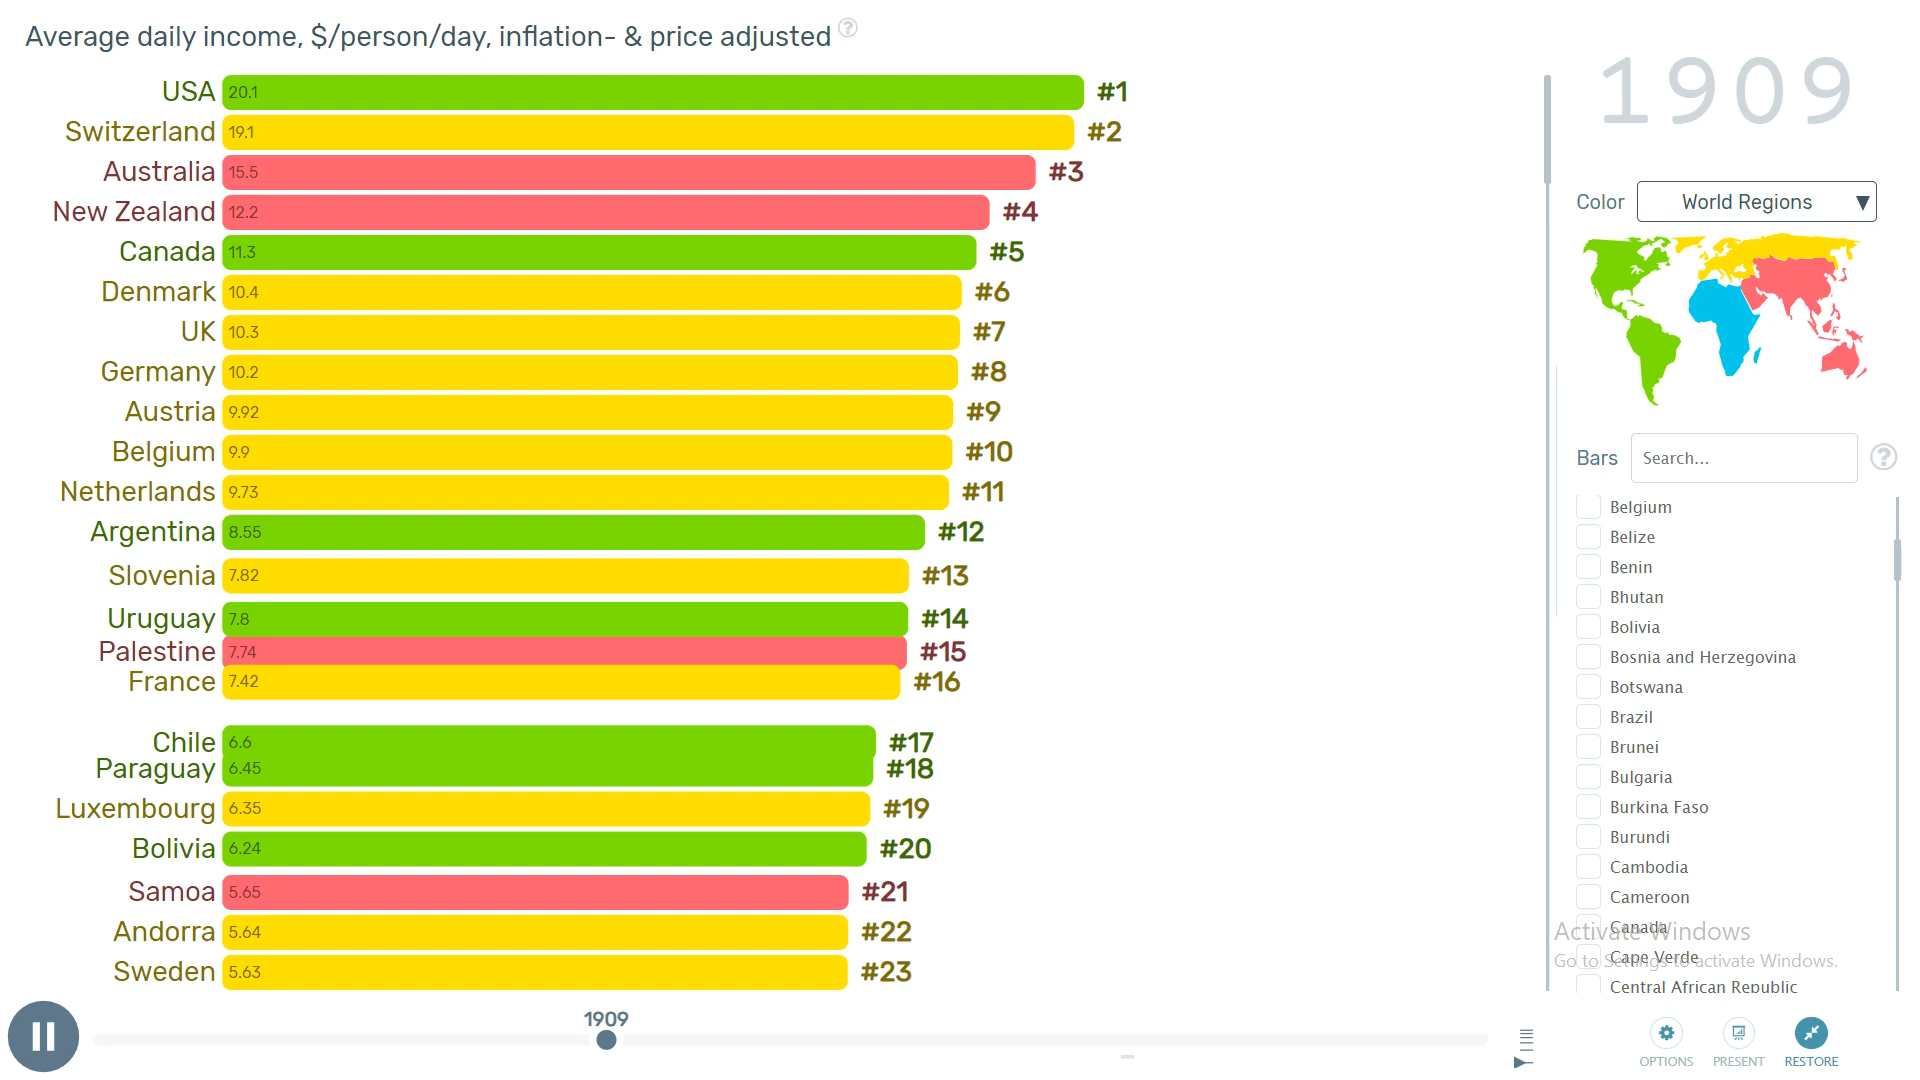 Average daily income, $/person/day, inflation- & price adjusted ?
1909
USA 20.1 #1
Switzerland 19.1 #2
Australia 15.5 #3
New Zealand 12.2 #4
Canada 11.3 #5
Denmark 10.4 #6
UK 10.3 #7
Germany 10.2 #8
Austria 9.92 #9
Belgium 9.9 #10
Netherlands 9.73 #11
Argentina 8.55 #12
Slovenia 7.82 #13
Uruguay 7.8 #14
Palestine 7.74 #15
France 7.42 #16
Chile 6.6 #17
Paraguay 6.45 #18
Luxembourg 6.35 #19
Bolivia 6.24 #20
Samoa 5.65 #21
Andorra 5.64 #22
Sweden 5.63 #23
1909
Color World Regions ▼
Bars Search... ?
Belgium
Belize
Benin
Bhutan
Bolivia
Bosnia and Herzegovina
Botswana
Brazil
Brunei
Bulgaria
Burkina Faso
Burundi
Cambodia
Cameroon
Canada
Cape Verde
Central African Republic
Activate Windows
Go to Settings to activate Windows.
OPTIONS PRESENT RESTORE